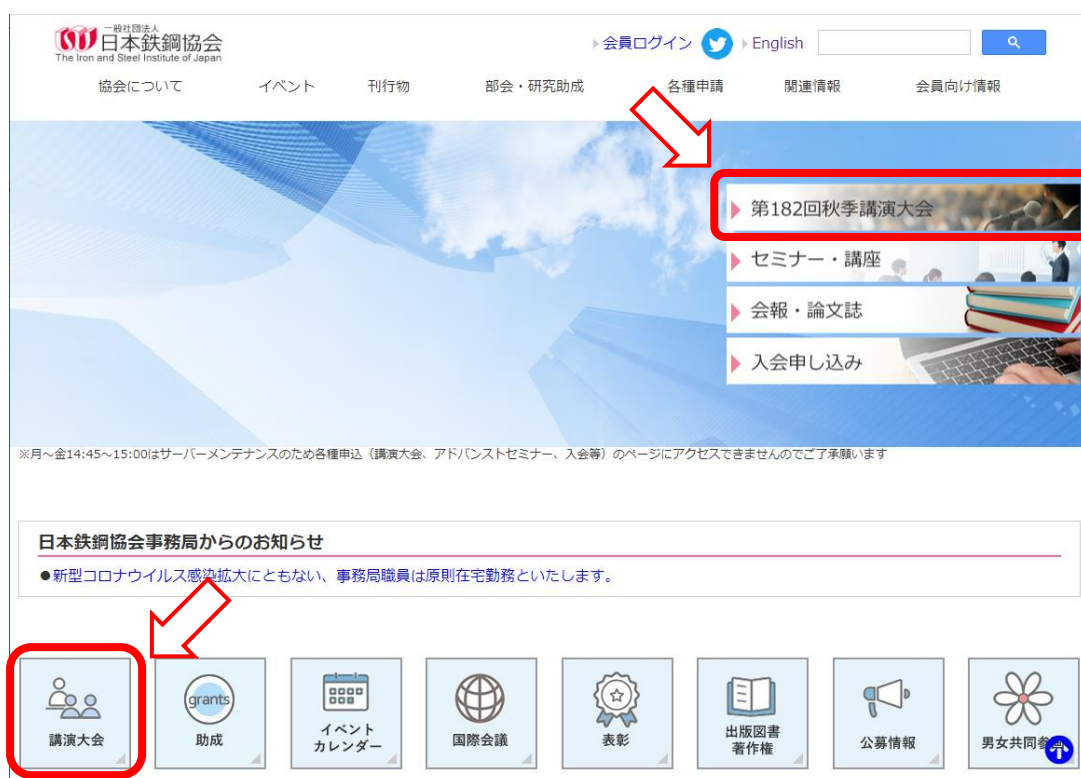 一般社団法人
日本鉄鋼協会
The Iron and Steel Institute of Japan
会員ログイン English
協会について イベント 刊行物 部会・研究助成 各種申請 関連情報 会員向け情報
第182回秋季講演大会
セミナー・講座
会報・論文誌
入会申し込み
※月～金14:45～15:00はサーバーメンテナンスのため各種申込（講演大会、アドバンストセミナー、入会等）のページにアクセスできませんのでご了承願います
日本鉄鋼協会事務局からのお知らせ
●新型コロナウイルス感染拡大にともない、事務局職員は原則在宅勤務といたします。
講演大会
grants
助成
イベント
カレンダー
国際会議
表彰
出版図書
著作権
公募情報
男女共同参画